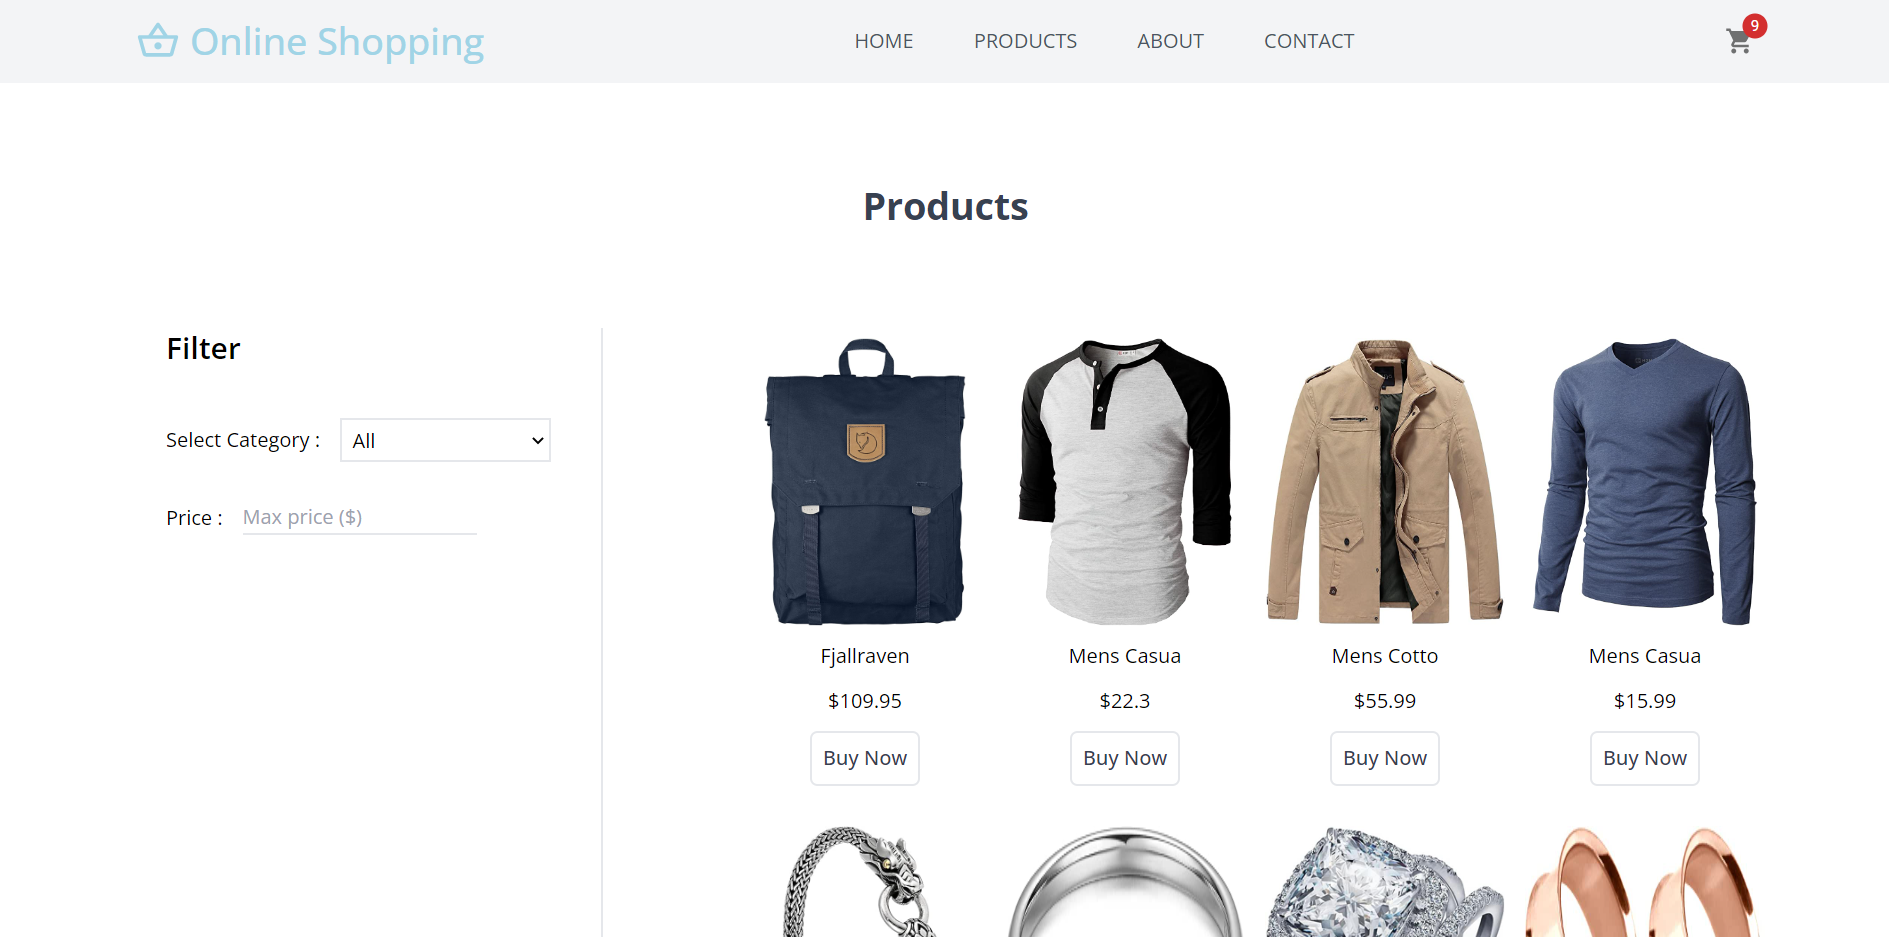 Online Shopping
HOME PRODUCTS ABOUT CONTACT
9
Products
Filter
Select Category : All
Price : Max price ($)
Fjallraven Mens Casua Mens Cotto Mens Casua
$109.95 $22.3 $55.99 $15.99
Buy Now Buy Now Buy Now Buy Now